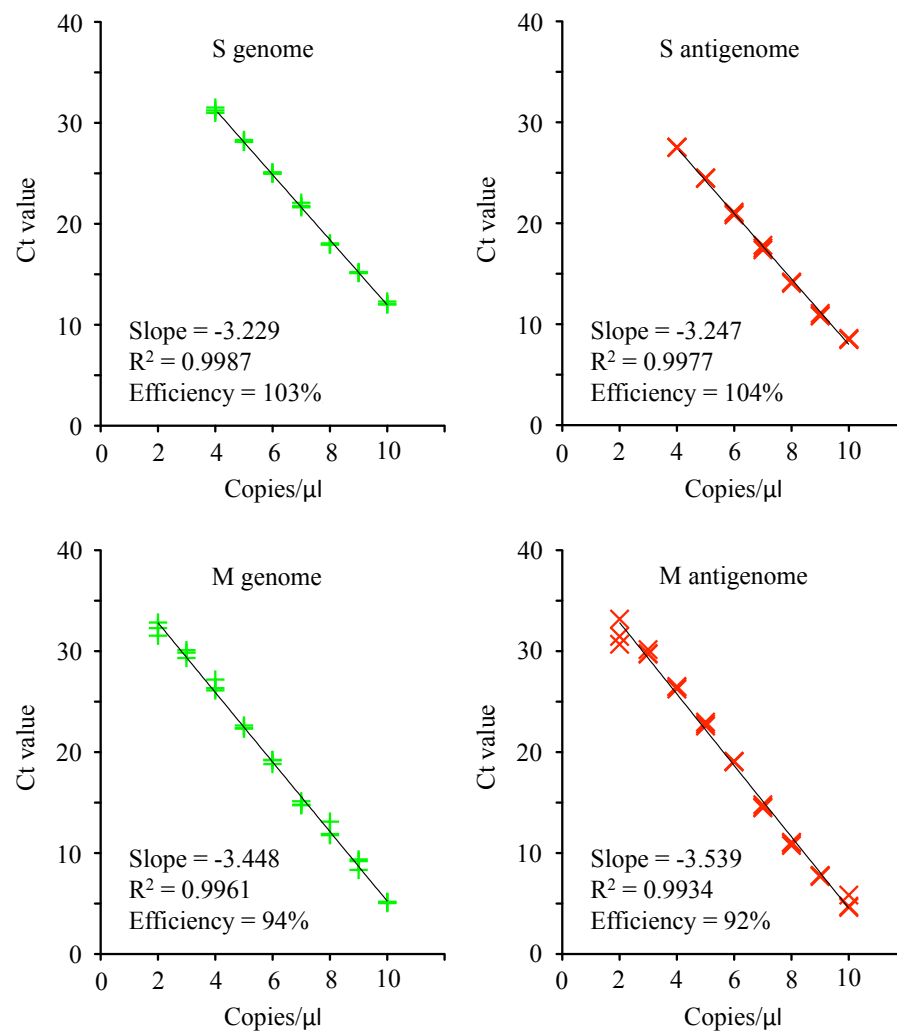 S genome
40
30
20
10
0
Ct value
Slope = -3.229
R² = 0.9987
Efficiency = 103%
0 2 4 6 8 10
Copies/μl
S antigenome
40
30
20
10
0
Ct value
Slope = -3.247
R² = 0.9977
Efficiency = 104%
0 2 4 6 8 10
Copies/μl
M genome
40
30
20
10
0
Ct value
Slope = -3.448
R² = 0.9961
Efficiency = 94%
0 2 4 6 8 10
Copies/μl
M antigenome
40
30
20
10
0
Ct value
Slope = -3.539
R² = 0.9934
Efficiency = 92%
0 2 4 6 8 10
Copies/μl